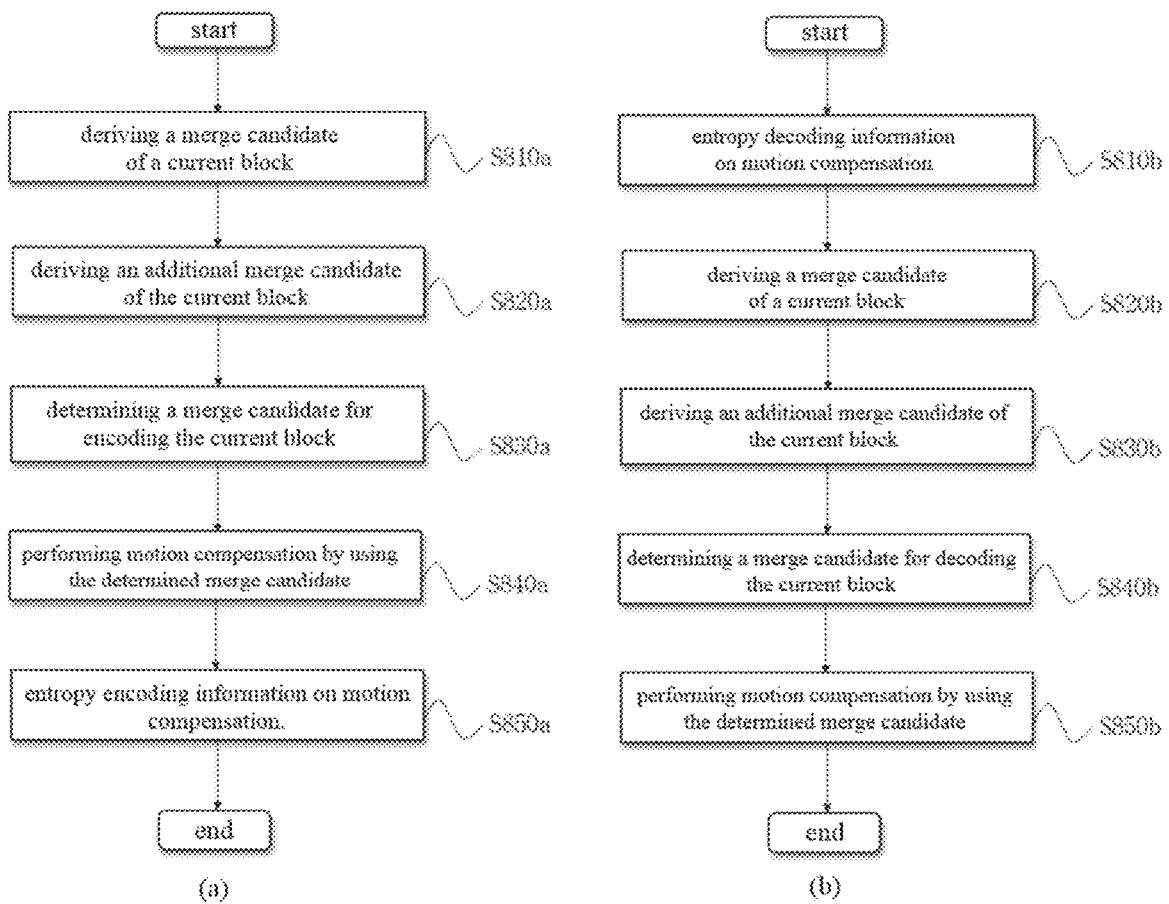 start
deriving a merge candidate
of a current block
S810a
deriving an additional merge candidate
of the current block
S820a
determining a merge candidate for
encoding the current block
S830a
performing motion compensation by using
the determined merge candidate
S840a
entropy encoding information on motion
compensation.
S850a
end
(a)
start
entropy decoding information
on motion compensation
S810b
deriving a merge candidate
of a current block
S820b
deriving an additional merge candidate of
the current block
S830b
determining a merge candidate for decoding
the current block
S840b
performing motion compensation by using
the determined merge candidate
S850b
end
(b)